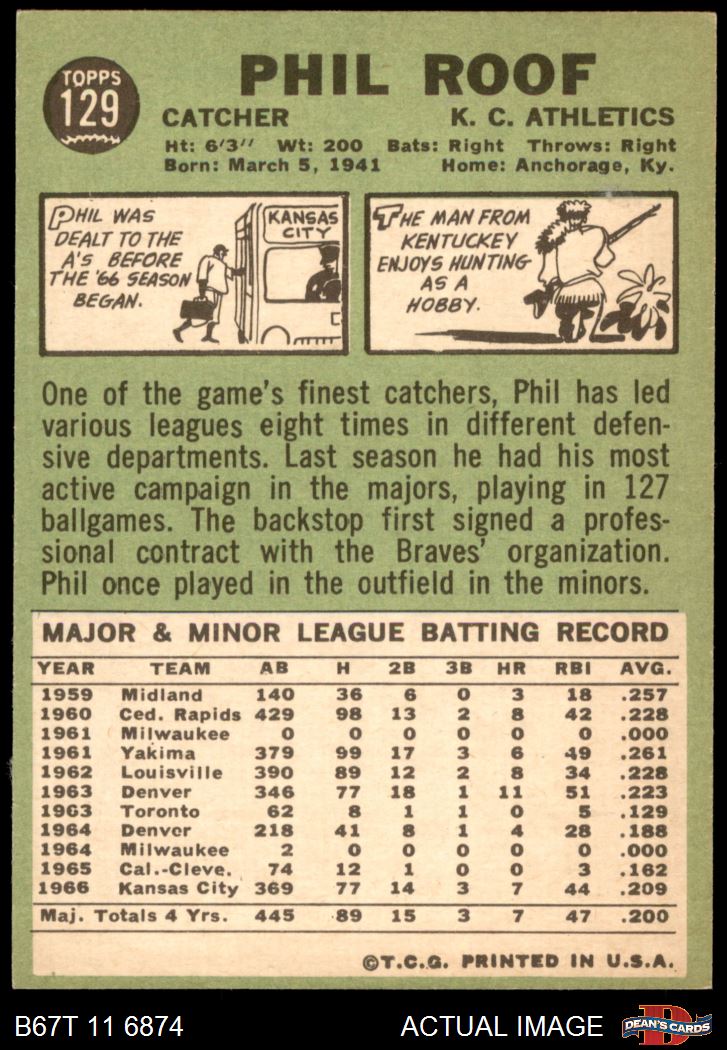 TOPPS
129
PHIL ROOF
CATCHER K. C. ATHLETICS
Ht: 6'3'' Wt: 200 Bats: Right Throws: Right
Born: March 5, 1941 Home: Anchorage, Ky.
PHIL WAS
DEALT TO THE
A'S BEFORE
THE '66 SEASON
BEGAN.
KANSAS
CITY
THE MAN FROM
KENTUCKEY
ENJOYS HUNTING
AS A
HOBBY.
One of the game's finest catchers, Phil has led
various leagues eight times in different defen-
sive departments. Last season he had his most
active campaign in the majors, playing in 127
ballgames. The backstop first signed a profes-
sional contract with the Braves' organization.
Phil once played in the outfield in the minors.
MAJOR & MINOR LEAGUE BATTING RECORD
YEAR TEAM AB H 2B 3B HR RBI AVG.
1959 Midland 140 36 6 0 3 18 .257
1960 Ced. Rapids 429 98 13 2 8 42 .228
1961 Milwaukee 0 0 0 0 0 0 .000
1961 Yakima 379 99 17 3 6 49 .261
1962 Louisville 390 89 12 2 8 34 .228
1963 Denver 346 77 18 1 11 51 .223
1963 Toronto 62 8 1 1 0 5 .129
1964 Denver 218 41 8 1 4 28 .188
1964 Milwaukee 2 0 0 0 0 0 .000
1965 Cal.-Cleve. 74 12 1 0 0 3 .162
1966 Kansas City 369 77 14 3 7 44 .209
Maj. Totals 4 Yrs. 445 89 15 3 7 47 .200
©T.C.G. PRINTED IN U.S.A.
B67T 11 6874 ACTUAL IMAGE
D
DEAN'S CARDS